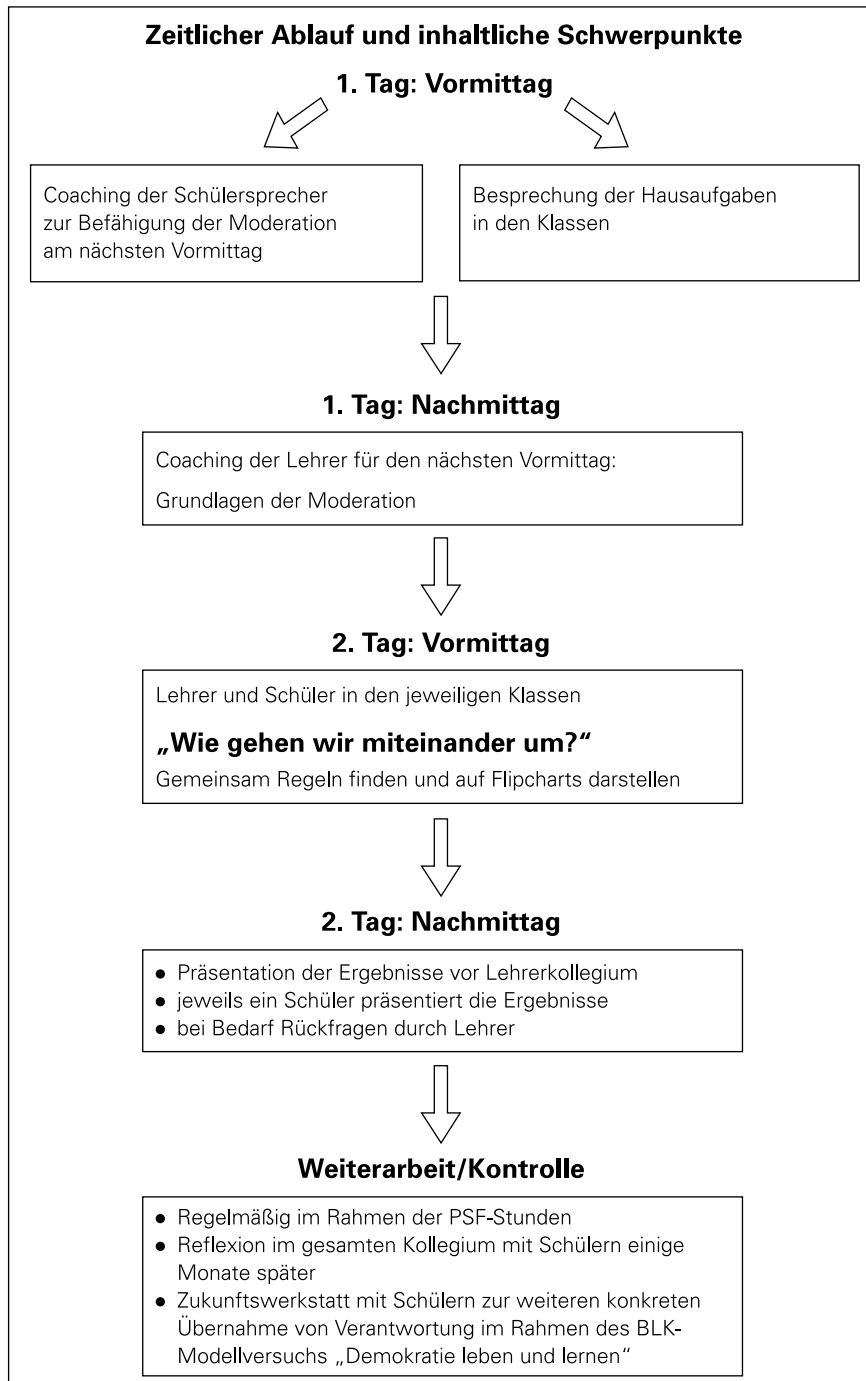 Zeitlicher Ablauf und inhaltliche Schwerpunkte
1. Tag: Vormittag
Coaching der Schülersprecher
zur Befähigung der Moderation
am nächsten Vormittag
Besprechung der Hausaufgaben
in den Klassen
1. Tag: Nachmittag
Coaching der Lehrer für den nächsten Vormittag:
Grundlagen der Moderation
2. Tag: Vormittag
Lehrer und Schüler in den jeweiligen Klassen
„Wie gehen wir miteinander um?“
Gemeinsam Regeln finden und auf Flipcharts darstellen
2. Tag: Nachmittag
• Präsentation der Ergebnisse vor Lehrerkollegium
• jeweils ein Schüler präsentiert die Ergebnisse
• bei Bedarf Rückfragen durch Lehrer
Weiterarbeit/Kontrolle
• Regelmäßig im Rahmen der PSF-Stunden
• Reflexion im gesamten Kollegium mit Schülern einige
Monate später
• Zukunftswerkstatt mit Schülern zur weiteren konkreten
Übernahme von Verantwortung im Rahmen des BLK-
Modellversuchs „Demokratie leben und lernen“